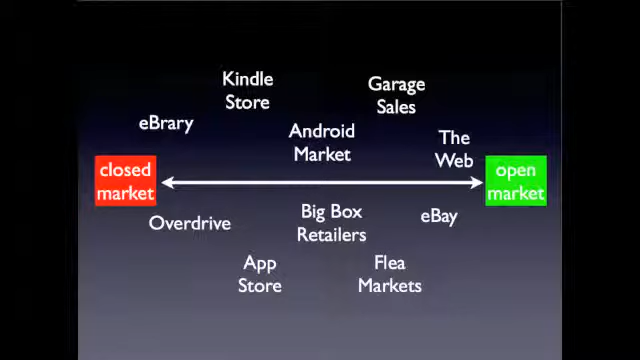 Kindle
Store
Garage
Sales
eBrary
Android
Market
The
Web
closed
market
open
market
Overdrive
Big Box
Retailers
eBay
App
Store
Flea
Markets